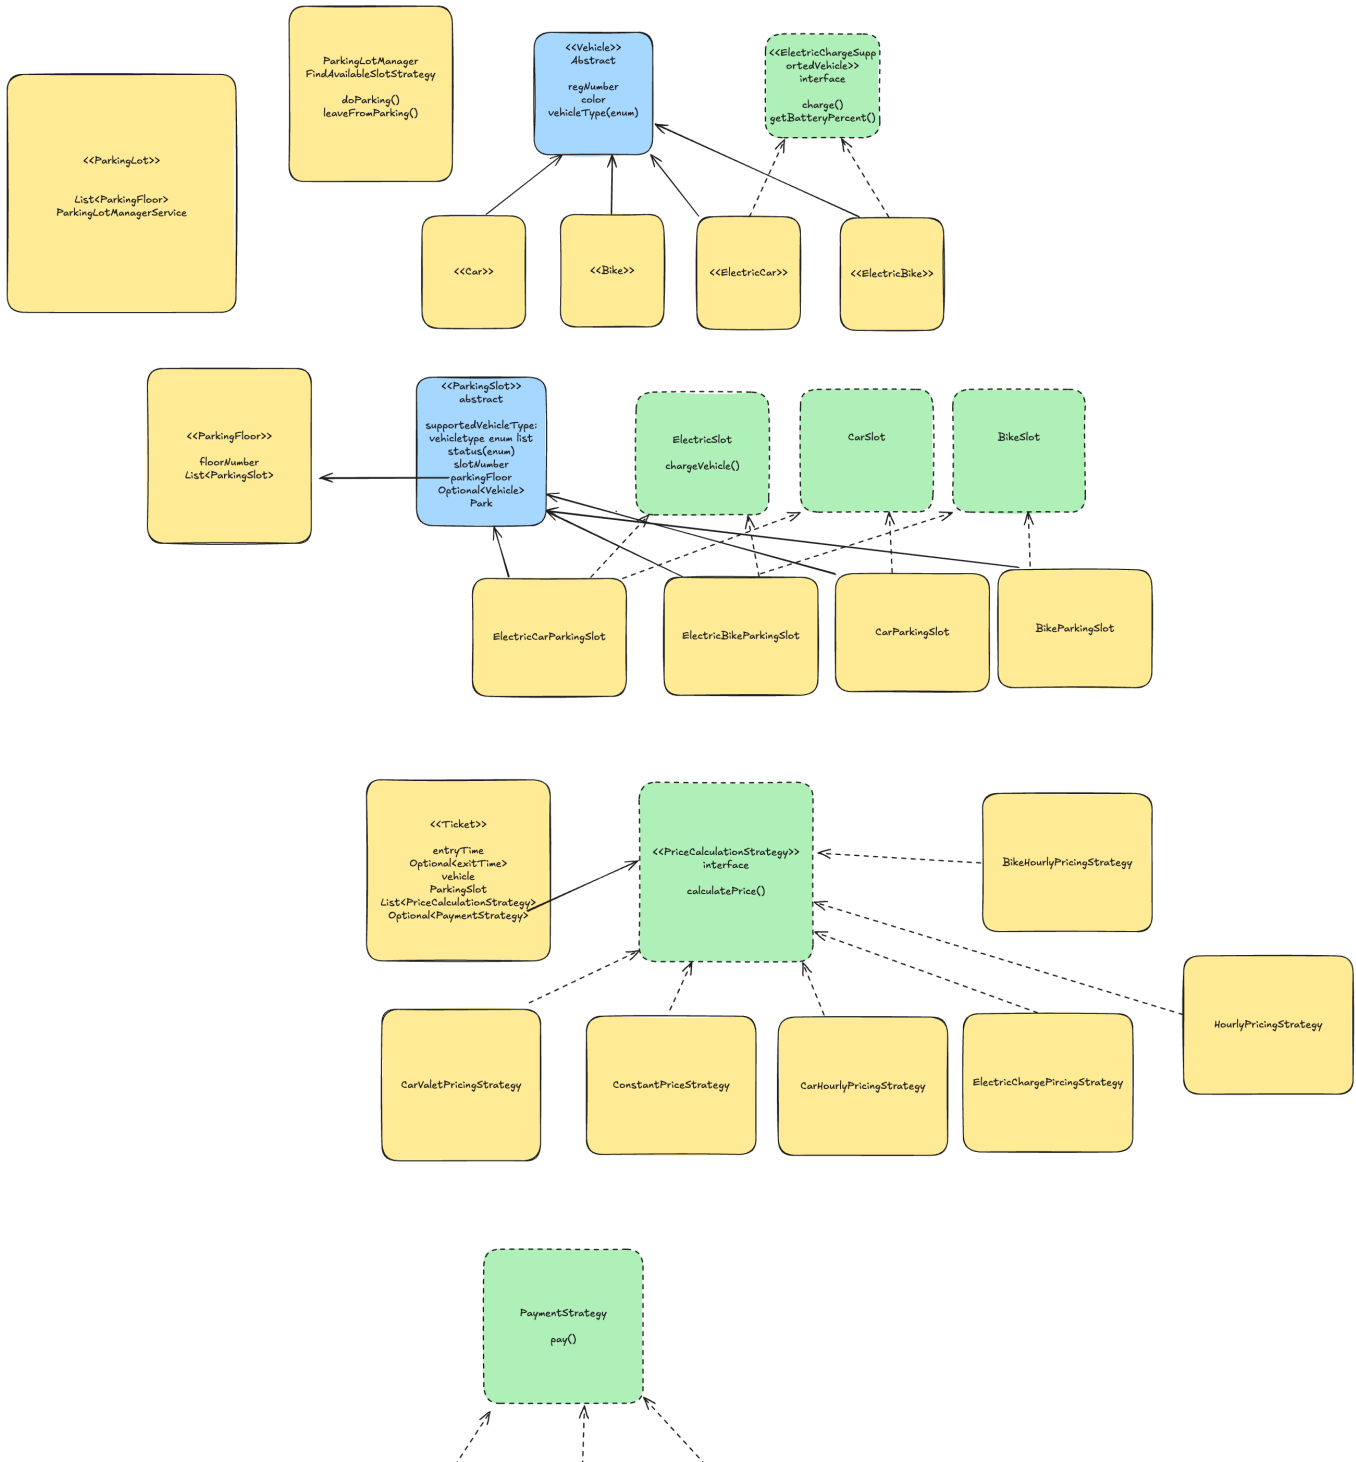 ParkingLotManager
FindAvailableSlotStrategy
doParking()
leaveFromParking()
<<Vehicle>>
Abstract
regNumber
color
vehicleType(enum)
<<ElectricChargeSupp
ortedVehicle>>
interface
charge()
getBatteryPercent()
<<ParkingLot>>
List<ParkingFloor>
ParkingLotManagerService
<<Car>>
<<Bike>>
<<ElectricCar>>
<<ElectricBike>>
<<ParkingFloor>>
floorNumber
List<ParkingSlot>
<<ParkingSlot>>
abstract
supportedVehicleType:
vehicletype enum list
status(enum)
slotNumber
parkingFloor
Optional<Vehicle>
Park
ElectricSlot
chargeVehicle()
CarSlot
BikeSlot
ElectricCarParkingSlot
ElectricBikeParkingSlot
CarParkingSlot
BikeParkingSlot
<<Ticket>>
entryTime
Optional<exitTime>
vehicle
ParkingSlot
List<PriceCalculationStrategy>
Optional<PaymentStrategy>
<<PriceCalculationStrategy>>
interface
calculatePrice()
BikeHourlyPricingStrategy
HourlyPricingStrategy
CarValetPricingStrategy
ConstantPriceStrategy
CarHourlyPricingStrategy
ElectricChargePircingStrategy
PaymentStrategy
pay()